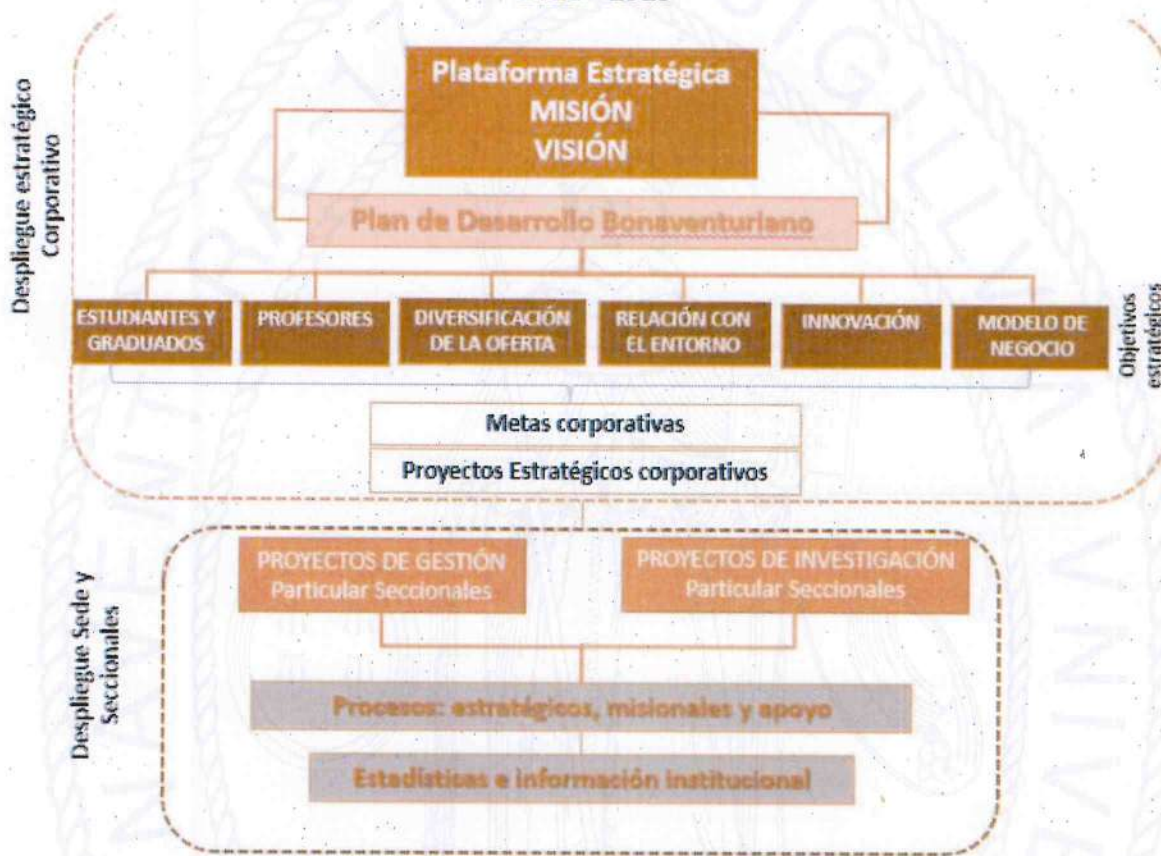 Plataforma Estratégica
MISIÓN
VISIÓN
Plan de Desarrollo Bonaventuriano
Despliegue estratégico
Corporativo
ESTUDIANTES Y
GRADUADOS
PROFESORES
DIVERSIFICACIÓN
DE LA OFERTA
RELACIÓN CON
EL ENTORNO
INNOVACIÓN
MODELO DE
NEGOCIO
Objetivos
estratégicos
Metas corporativas
Proyectos Estratégicos corporativos
Despliegue Sede y
Seccionales
PROYECTOS DE GESTIÓN
Particular Seccionales
PROYECTOS DE INVESTIGACIÓN
Particular Seccionales
Procesos: estratégicos, misionales y apoyo
Estadísticas e información institucional